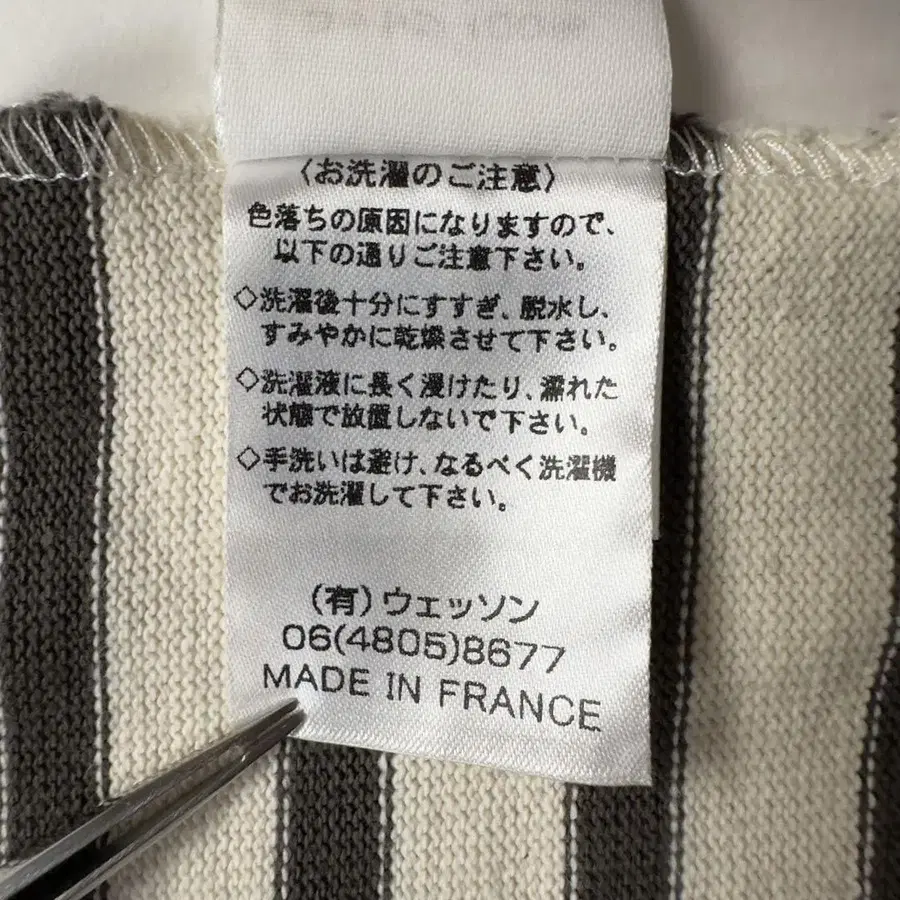 〈お洗濯のご注意〉
色落ちの原因になりますので、
以下の通りご注意下さい。
◇洗濯後十分にすすぎ、脱水し、
すみやかに乾燥させて下さい。
◇洗濯液に長く浸けたり、濡れた
状態で放置しないで下さい。
◇手洗いは避け、なるべく洗濯機
でお洗濯して下さい。
(有)ウェッソン
06(4805)8677
MADE IN FRANCE